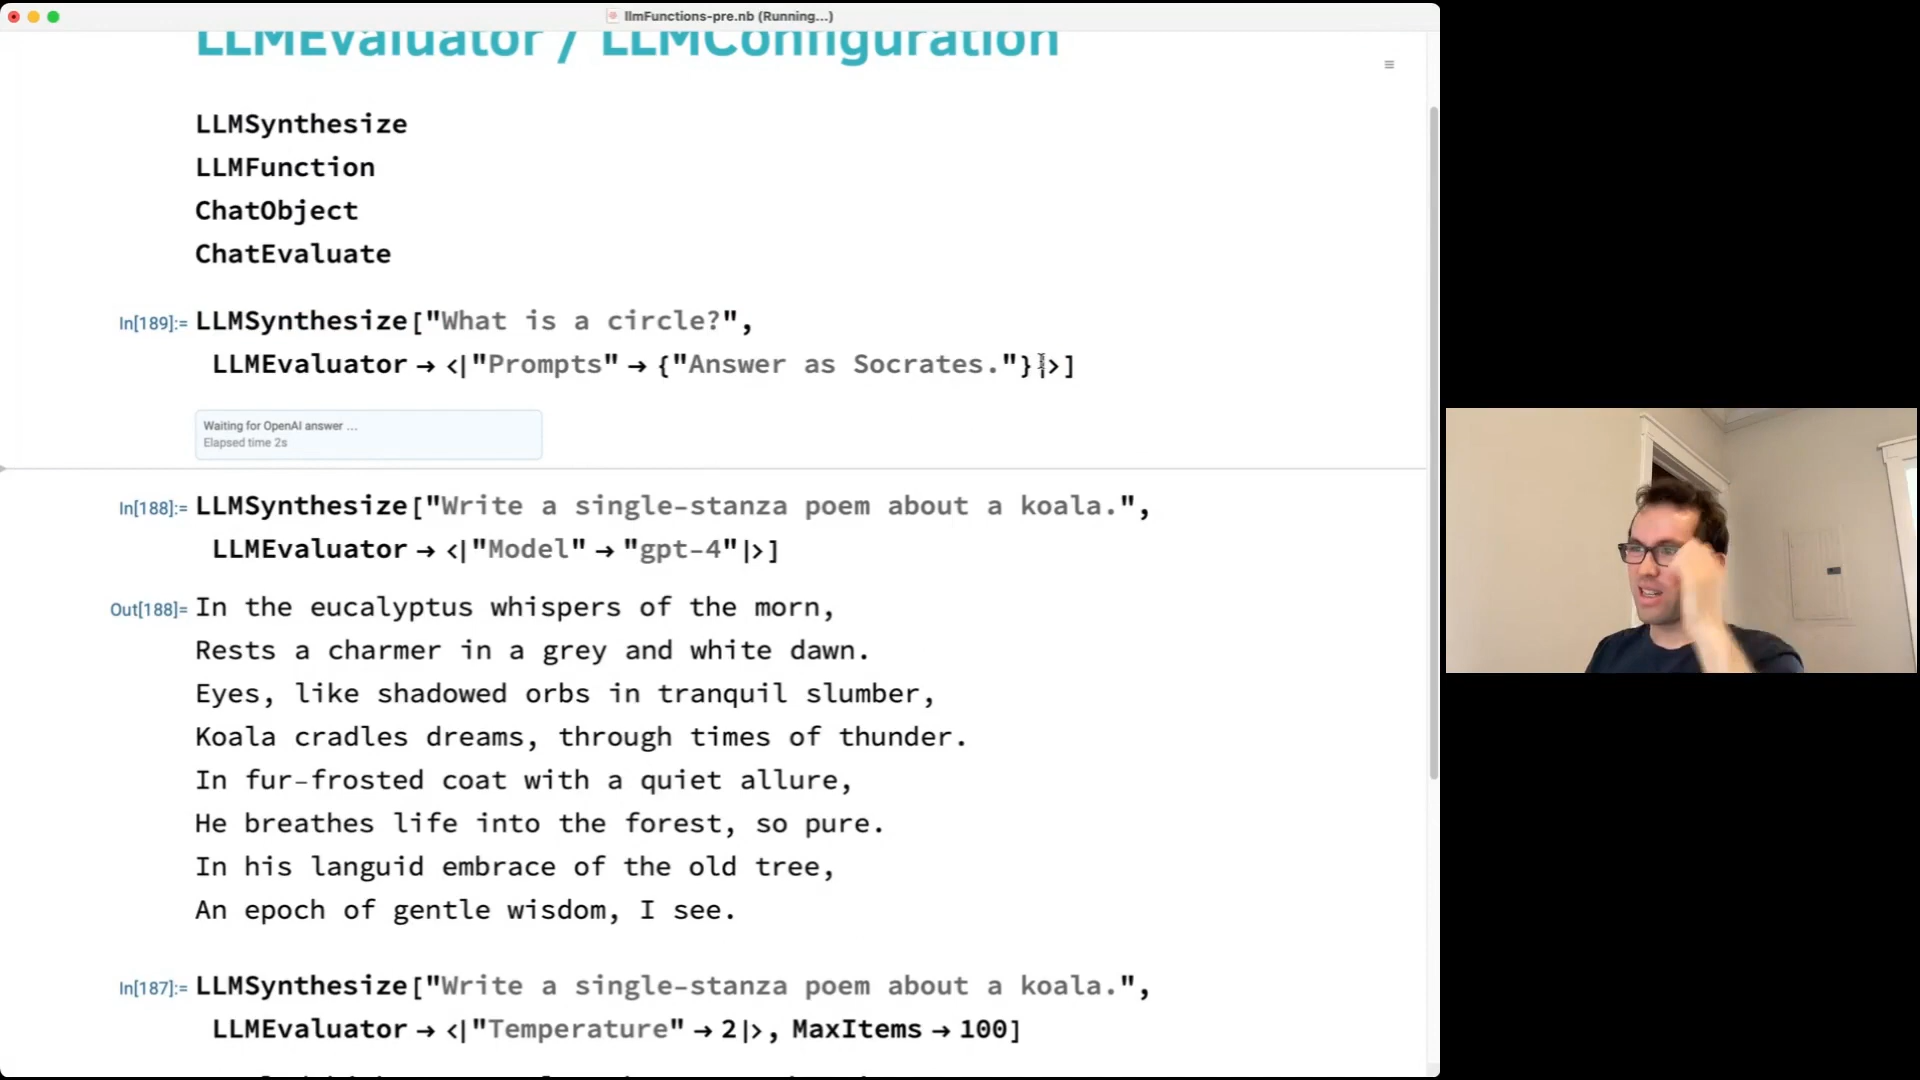 llmFunctions-pre.nb (Running...)
LLMEvaluator / LLMConfiguration
LLMSynthesize
LLMFunction
ChatObject
ChatEvaluate
In[189]:= LLMSynthesize["What is a circle?",
LLMEvaluator → <|"Prompts" → {"Answer as Socrates."}|>]
Waiting for OpenAI answer ...
Elapsed time 2s
In[188]:= LLMSynthesize["Write a single-stanza poem about a koala.",
LLMEvaluator → <|"Model" → "gpt-4"|>]
Out[188]= In the eucalyptus whispers of the morn,
Rests a charmer in a grey and white dawn.
Eyes, like shadowed orbs in tranquil slumber,
Koala cradles dreams, through times of thunder.
In fur-frosted coat with a quiet allure,
He breathes life into the forest, so pure.
In his languid embrace of the old tree,
An epoch of gentle wisdom, I see.
In[187]:= LLMSynthesize["Write a single-stanza poem about a koala.",
LLMEvaluator → <|"Temperature" → 2|>, MaxItems → 100]